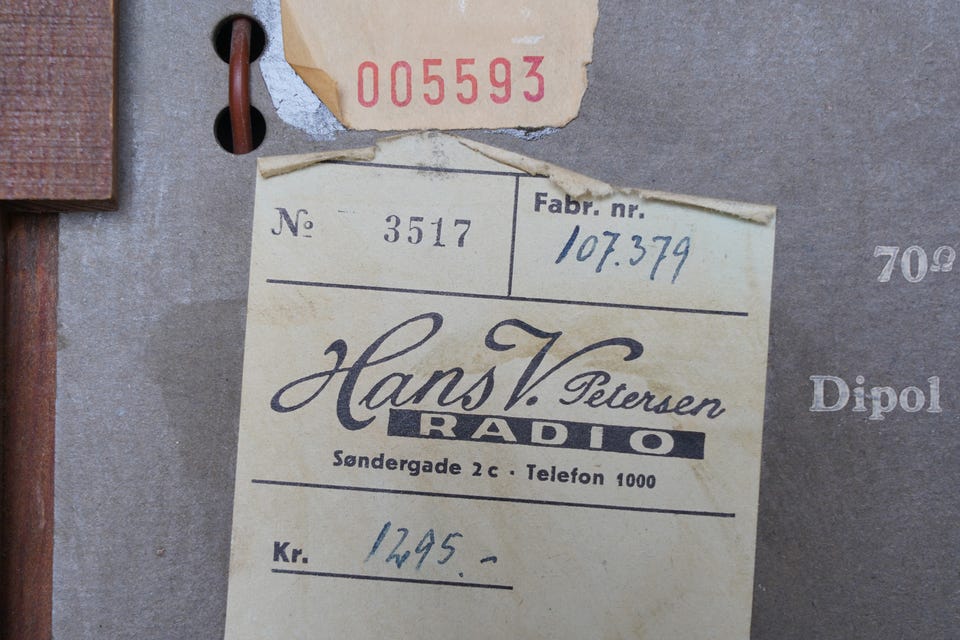 005593
№ 3517
Fabr. nr.
107.379
70Ω
Hans V. Petersen
RADIO
Dipol
Søndergade 2c · Telefon 1000
Kr. 1295.-